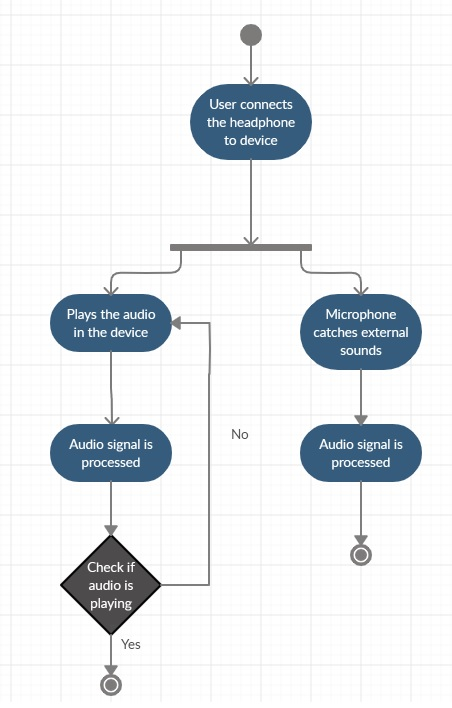 User connects
the headphone
to device
Plays the audio
in the device
Microphone
catches external
sounds
No
Audio signal is
processed
Audio signal is
processed
Check if
audio is
playing
Yes